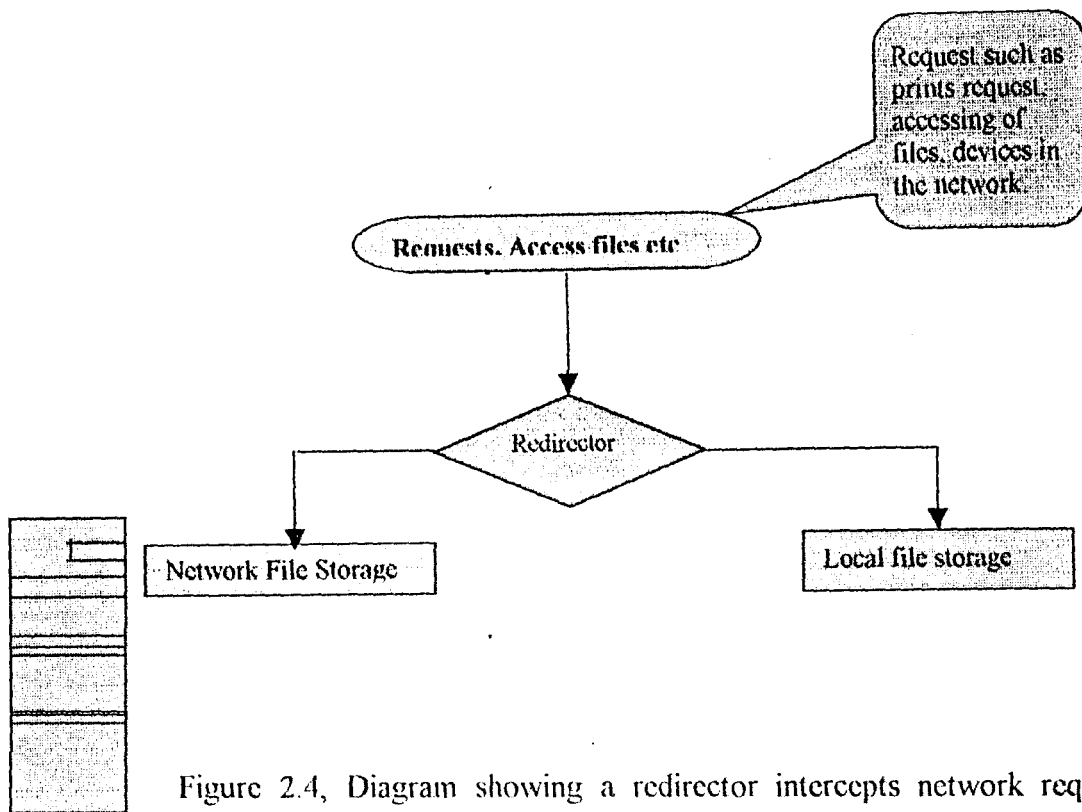 Request such as
prints request,
accessing of
files, devices in
the network.
Requests. Access files etc
Redirector
Network File Storage
Local file storage
Figure 2.4, Diagram showing a redirector intercepts network req